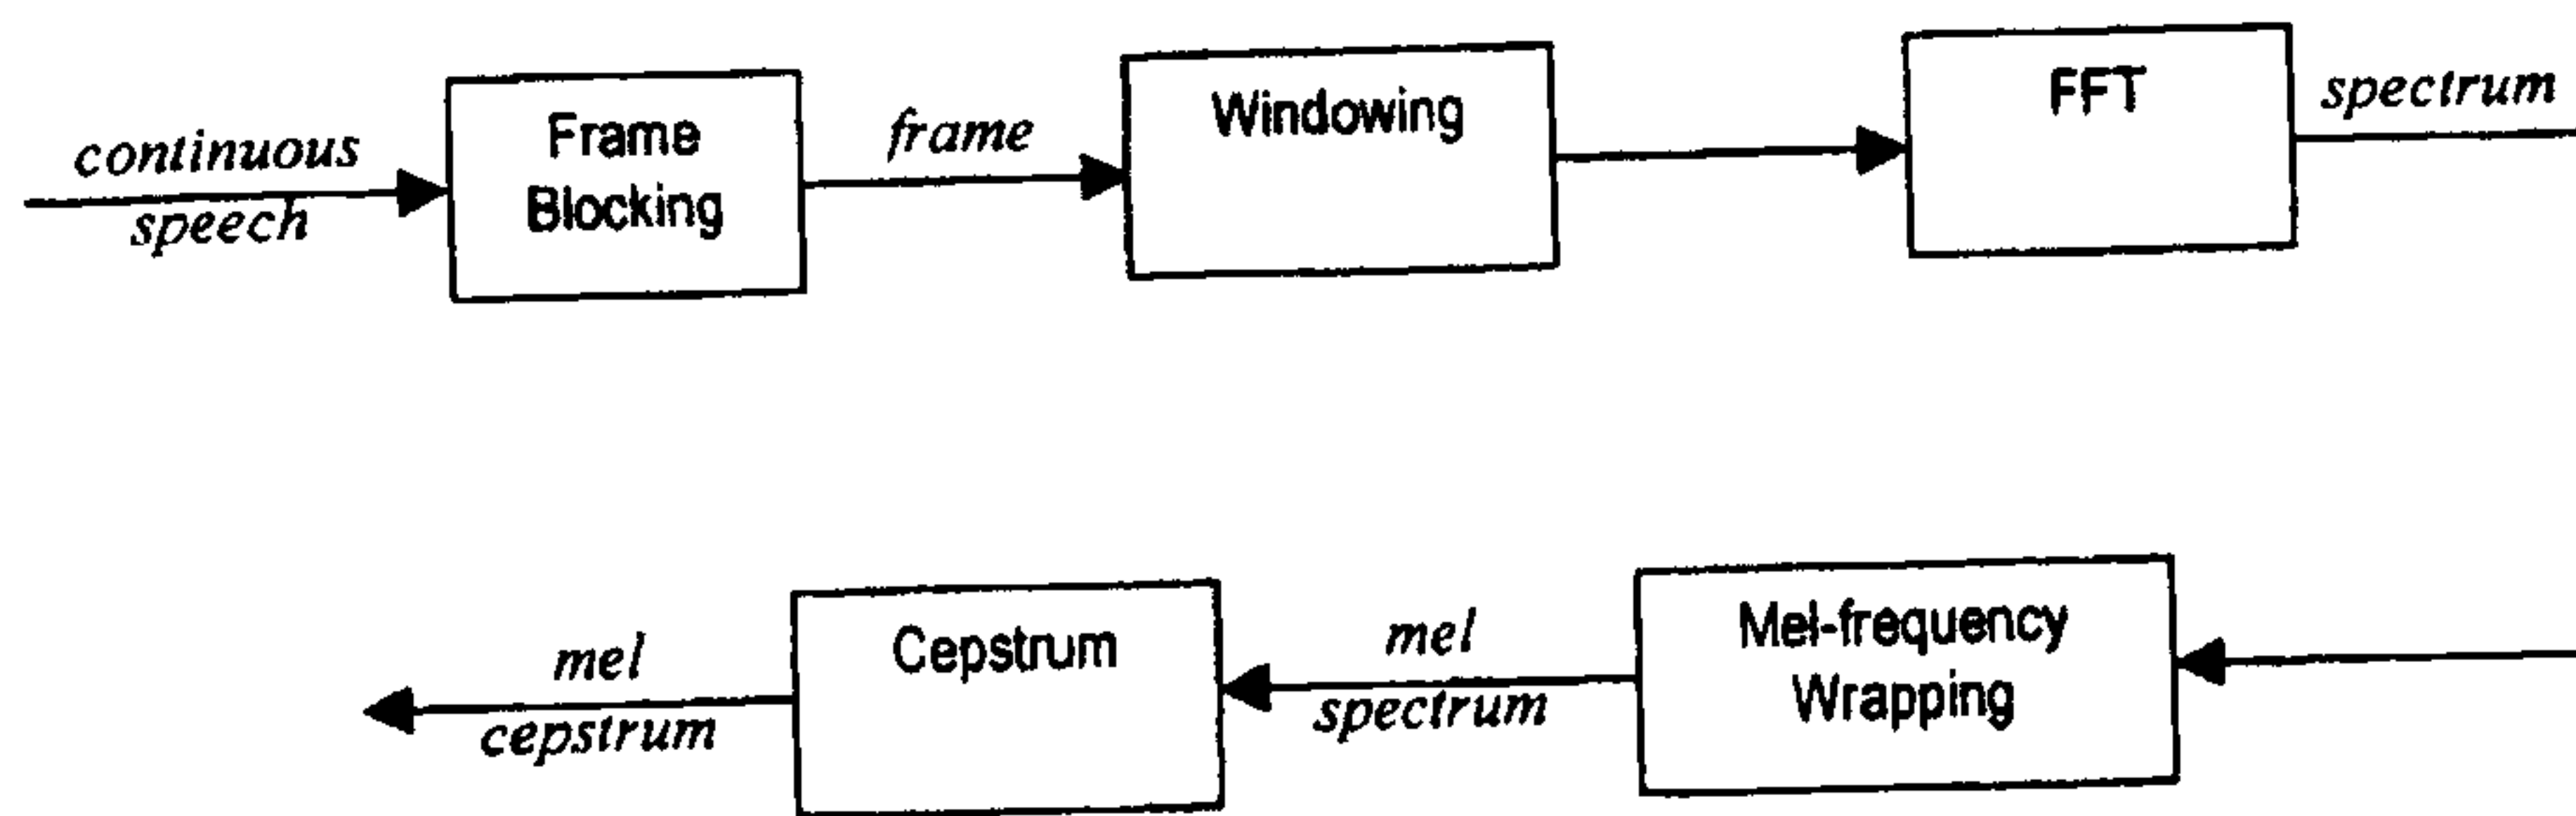 continuous
speech
Frame
Blocking
frame
Windowing
FFT
spectrum
Mel-frequency
Wrapping
mel
spectrum
Cepstrum
mel
cepstrum